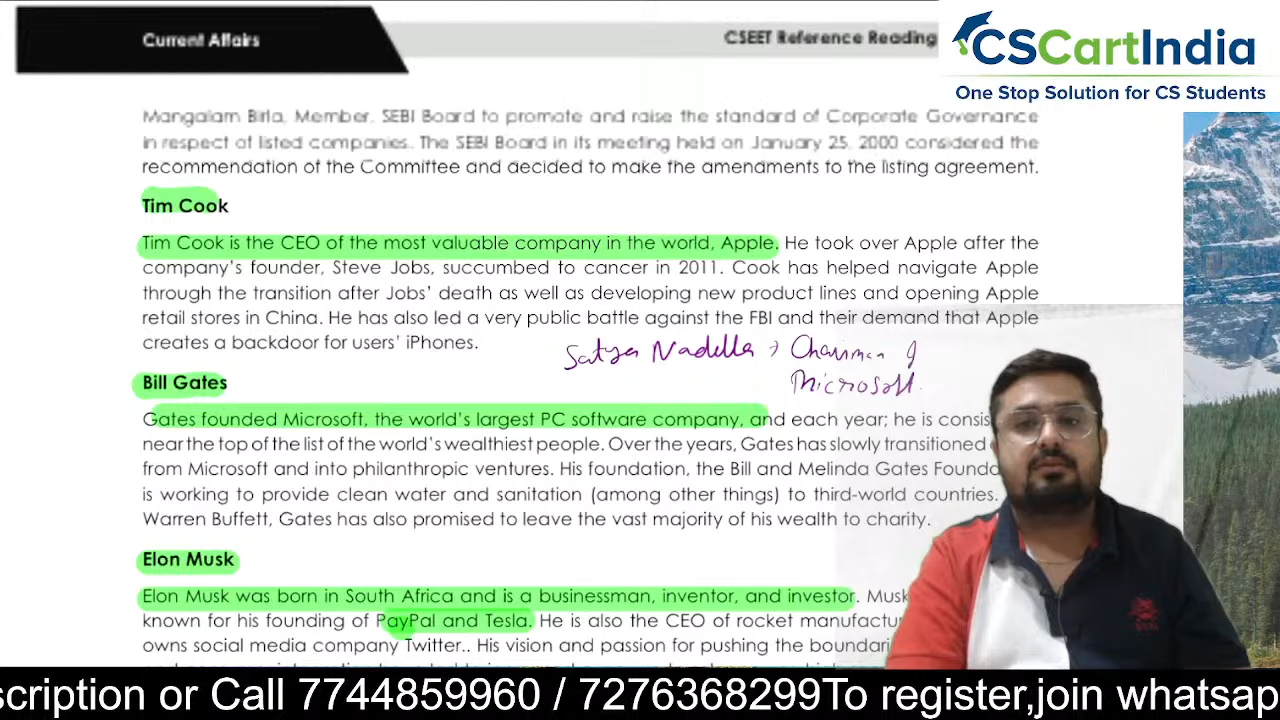 Current Affairs
CSEET Reference Reading
CSCartIndia
One Stop Solution for CS Students
Mangalam Birla, Member, SEBI Board to promote and raise the standard of Corporate Governance
in respect of listed companies. The SEBI Board in its meeting held on January 25, 2000 considered the
recommendation of the Committee and decided to make the amendments to the listing agreement.
Tim Cook
Tim Cook is the CEO of the most valuable company in the world, Apple. He took over Apple after the
company's founder, Steve Jobs, succumbed to cancer in 2011. Cook has helped navigate Apple
through the transition after Jobs' death as well as developing new product lines and opening Apple
retail stores in China. He has also led a very public battle against the FBI and their demand that Apple
creates a backdoor for users' iPhones.
Satya Nadella → Chairman of
Microsoft.
Bill Gates
Gates founded Microsoft, the world's largest PC software company, and each year; he is consis
near the top of the list of the world's wealthiest people. Over the years, Gates has slowly transitioned
from Microsoft and into philanthropic ventures. His foundation, the Bill and Melinda Gates Founda
is working to provide clean water and sanitation (among other things) to third-world countries.
Warren Buffett, Gates has also promised to leave the vast majority of his wealth to charity.
Elon Musk
Elon Musk was born in South Africa and is a businessman, inventor, and investor. Musk
known for his founding of PayPal and Tesla. He is also the CEO of rocket manufactu
owns social media company Twitter.. His vision and passion for pushing the boundari
scription or Call 7744859960 / 7276368299To register,join whatsap